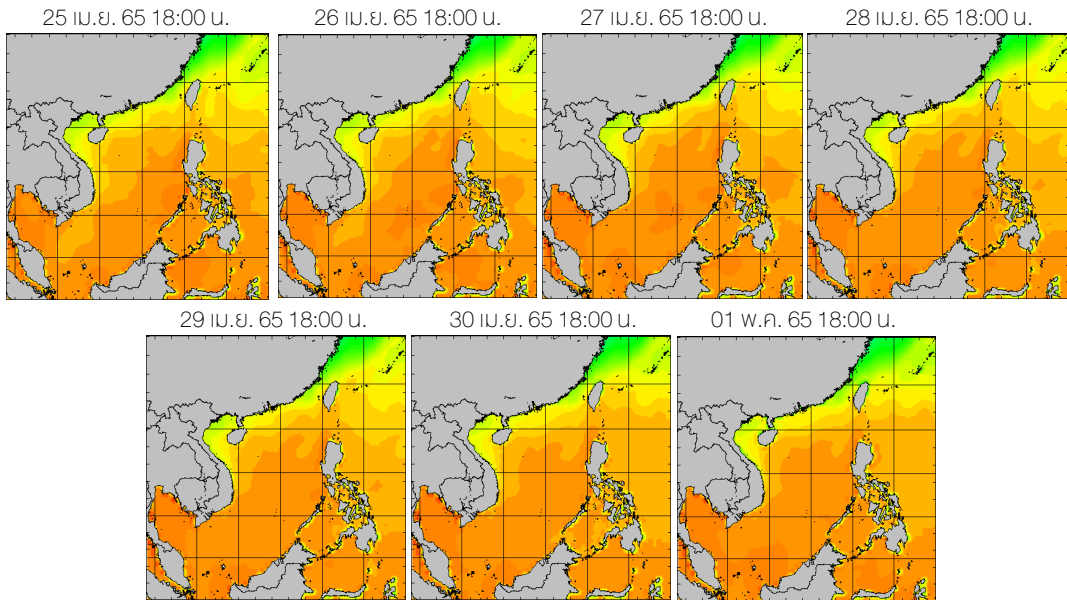 25 เม.ย. 65 18:00 น.
26 เม.ย. 65 18:00 น.
27 เม.ย. 65 18:00 น.
28 เม.ย. 65 18:00 น.
29 เม.ย. 65 18:00 น.
30 เม.ย. 65 18:00 น.
01 พ.ค. 65 18:00 น.